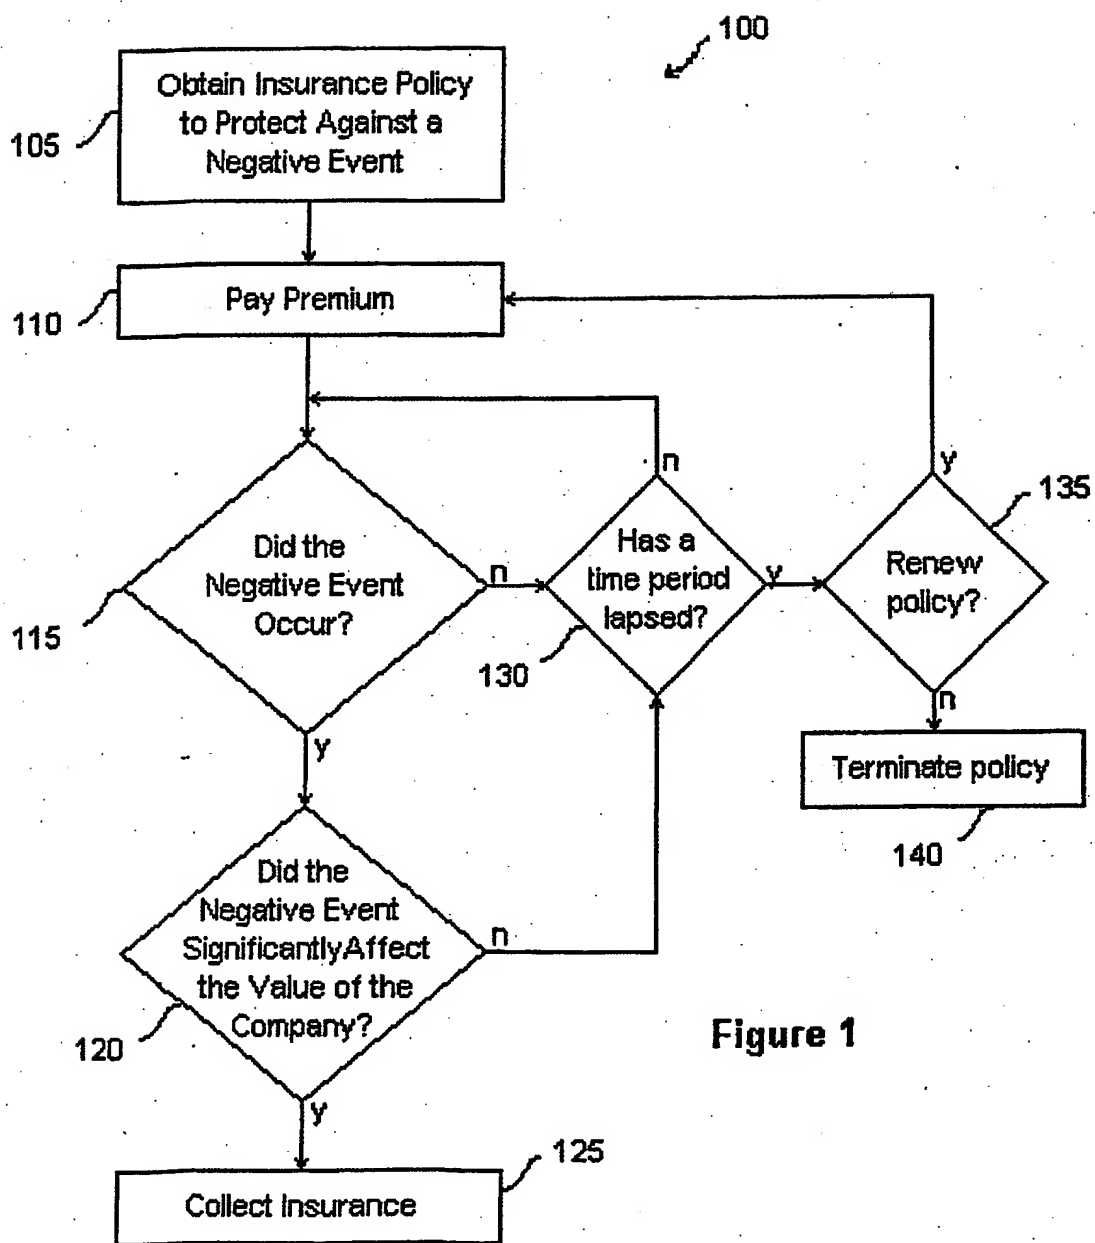 100
Obtain Insurance Policy
to Protect Against a
Negative Event
105
Pay Premium
110
n
y
135
Did the
Negative Event
Occur?
n
115
Has a
time period
lapsed?
y
130
Renew
policy?
n
y
Terminate policy
140
Did the
Negative Event
Significantly Affect
the Value of the
Company?
n
120
y
Figure 1
125
Collect Insurance